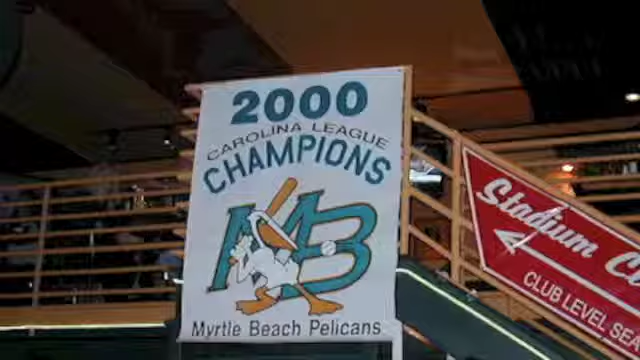 2000
CAROLINA LEAGUE
CHAMPIONS
MB
Myrtle Beach Pelicans
Stadium
CLUB LEVEL